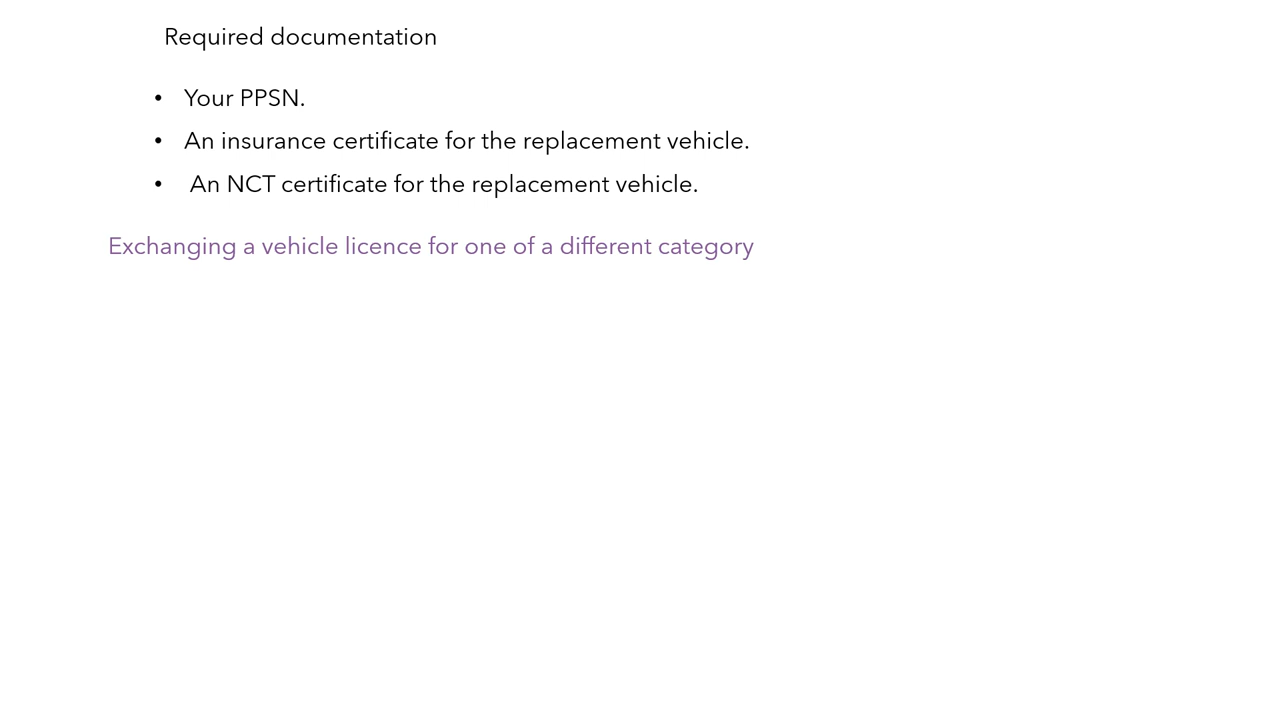 Required documentation
• Your PPSN.
• An insurance certificate for the replacement vehicle.
• An NCT certificate for the replacement vehicle.
Exchanging a vehicle licence for one of a different category